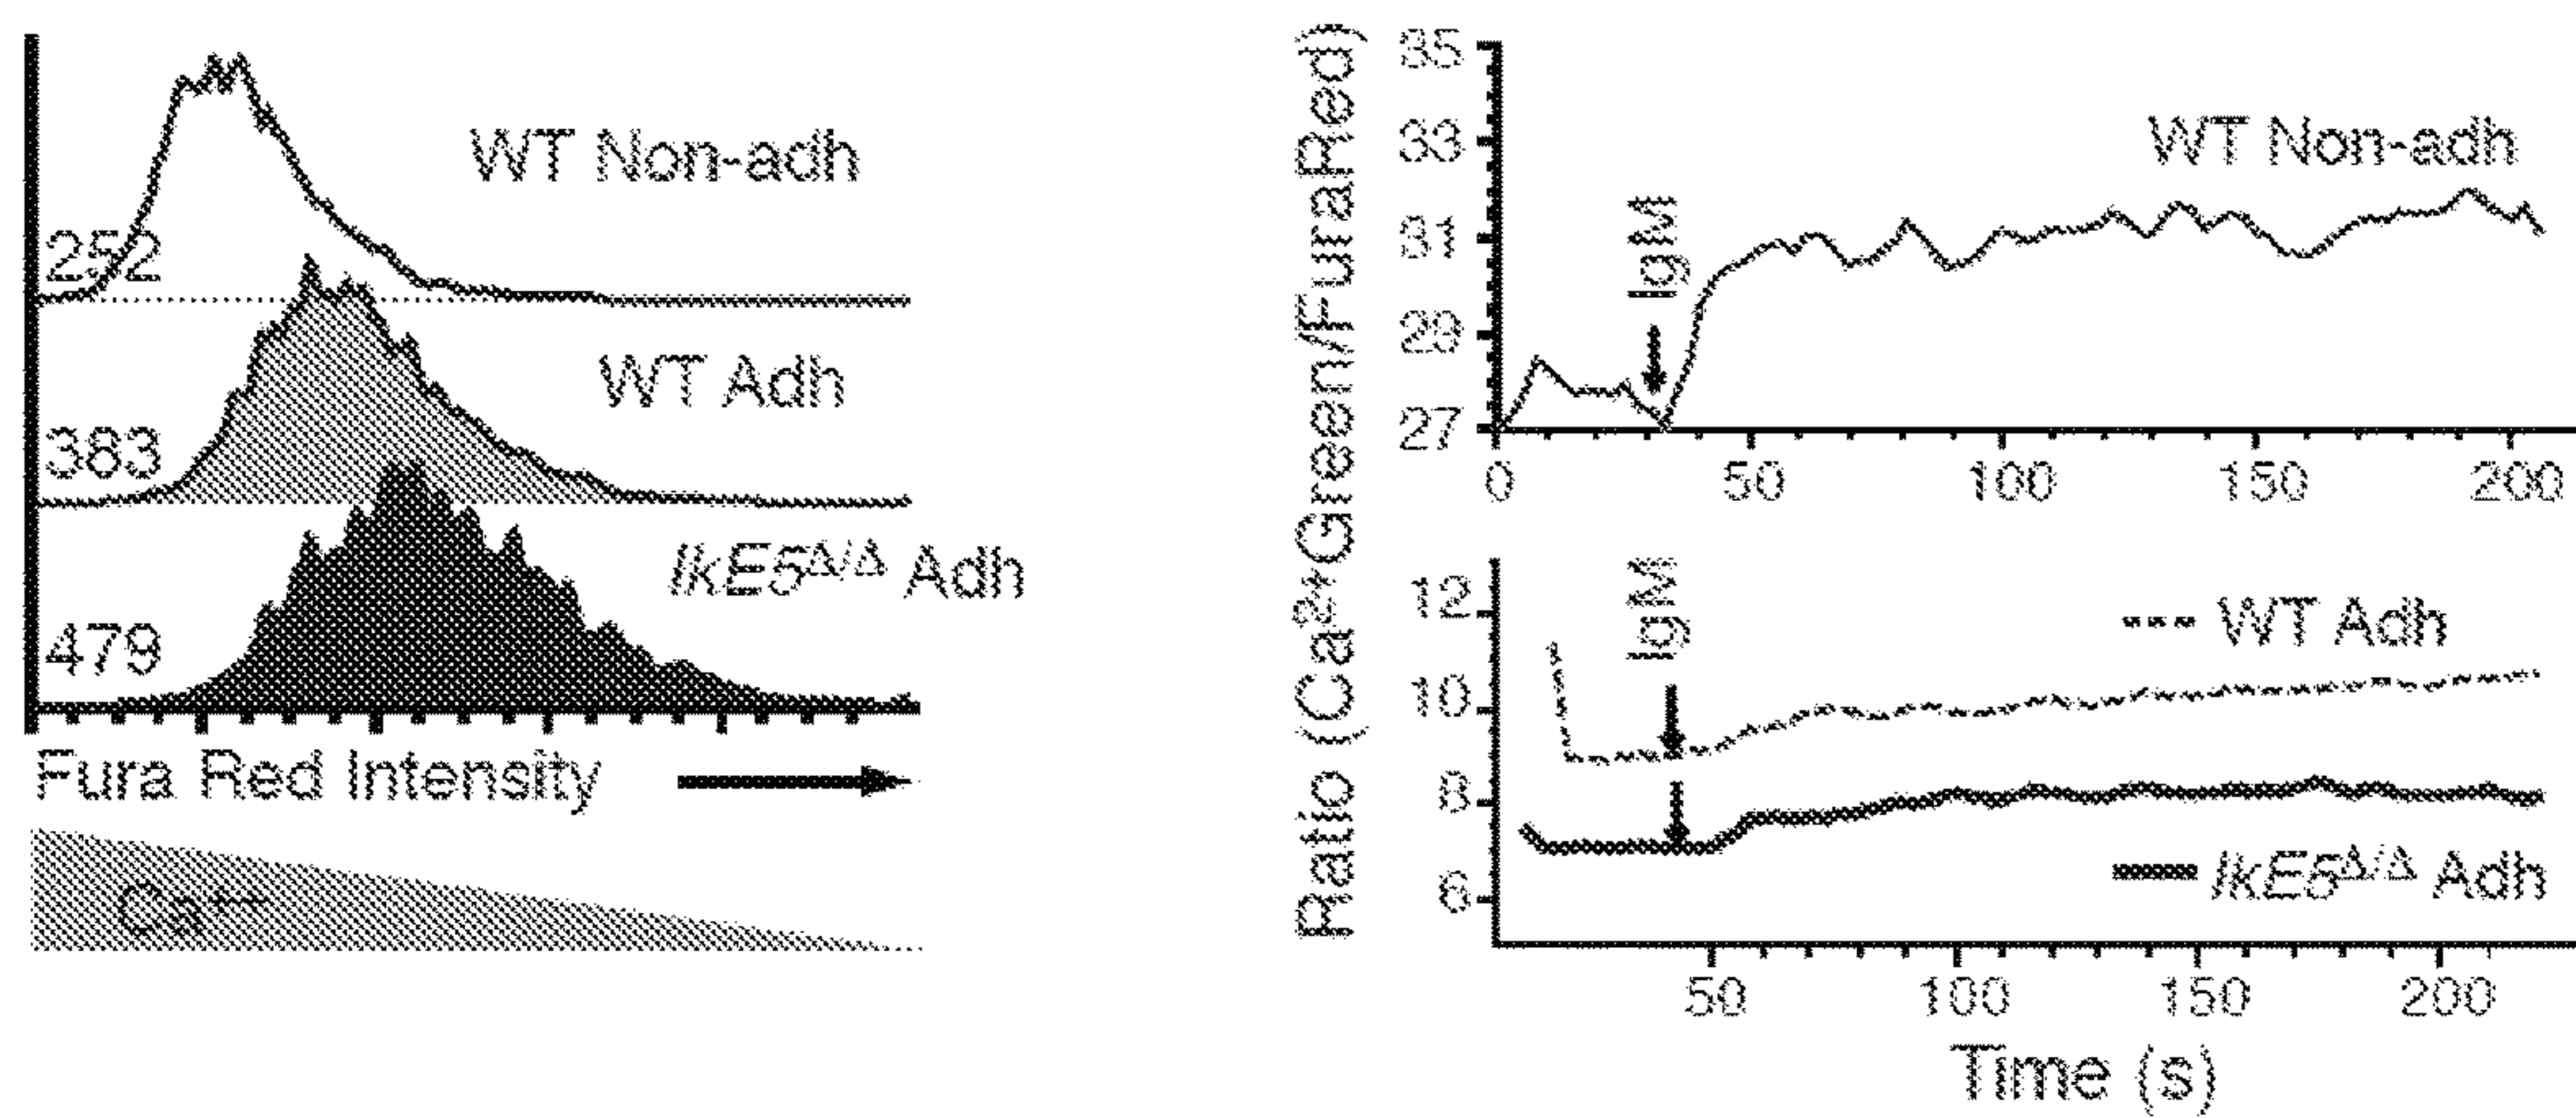 WT Non-adh
252
WT Adh
383
IkE5Δ/Δ Adh
479
Fura Red Intensity
Ca++
Ratio (Ca2+Green/FuraRed)
35
33
31
29
27
IgM
WT Non-adh
0 50 100 150 200
12
10
8
6
IgM
WT Adh
IkE5Δ/Δ Adh
50 100 150 200
Time (s)